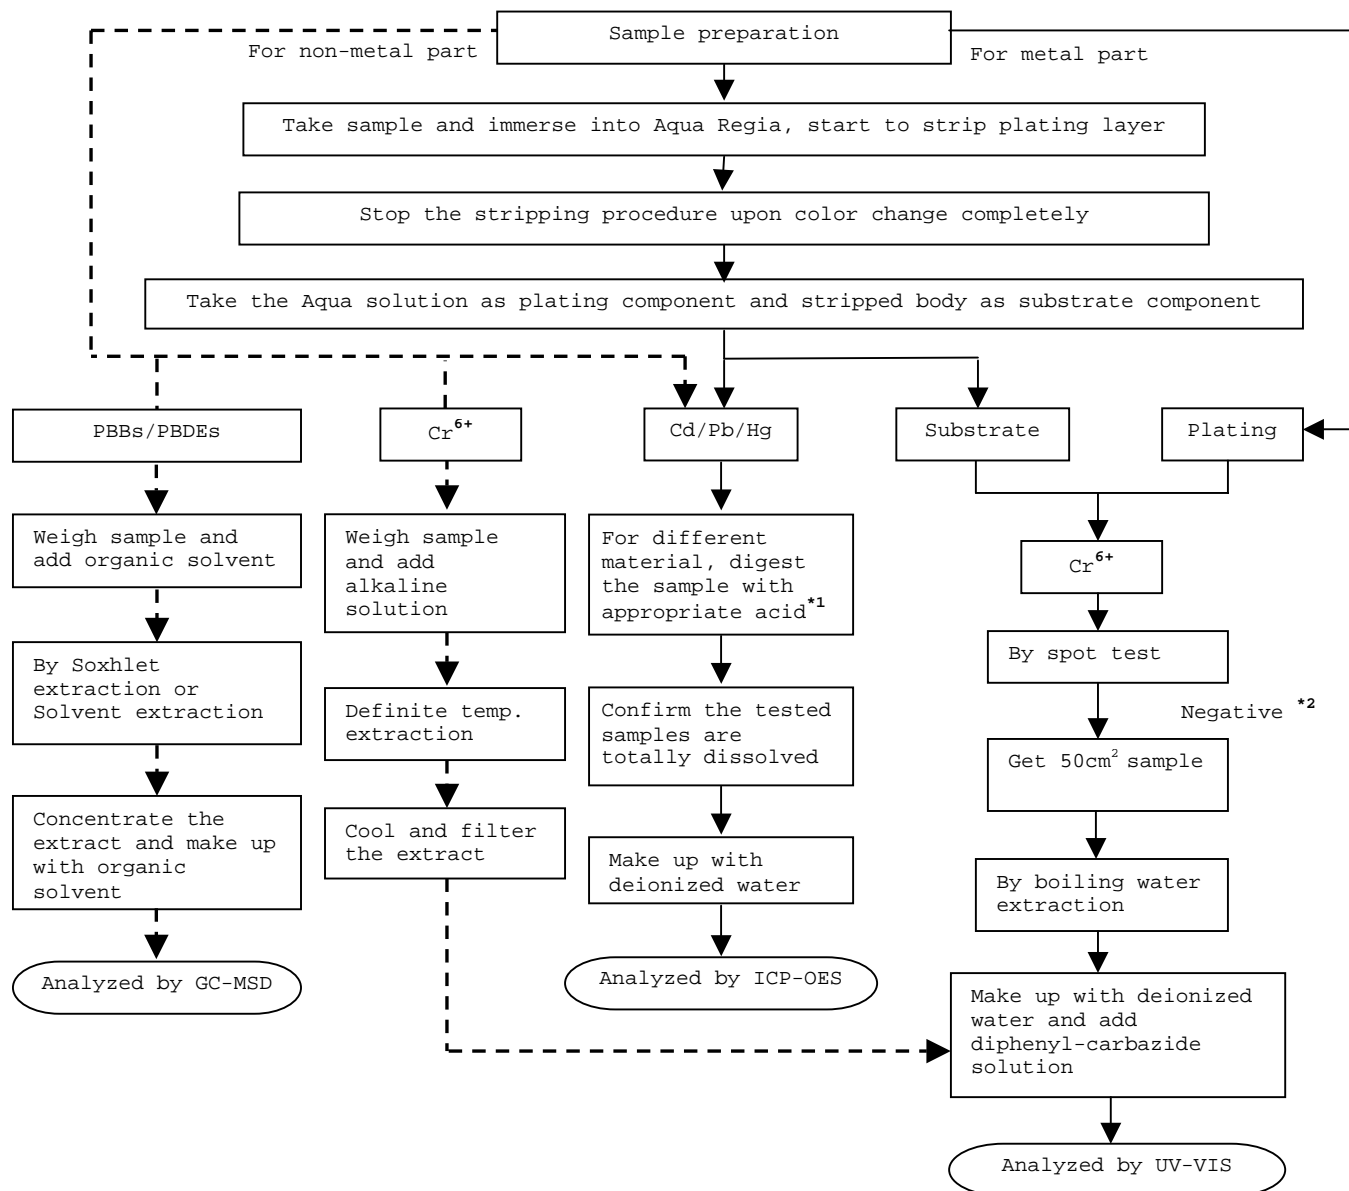 Sample preparation
For non-metal part
For metal part
Take sample and immerse into Aqua Regia, start to strip plating layer
Stop the stripping procedure upon color change completely
Take the Aqua solution as plating component and stripped body as substrate component
PBBs/PBDEs
Cr6+
Cd/Pb/Hg
Substrate
Plating
Weigh sample and
add organic solvent
Weigh sample
and add
alkaline
solution
For different
material, digest
the sample with
appropriate acid*1
Cr6+
By Soxhlet
extraction or
Solvent extraction
Definite temp.
extraction
Confirm the tested
samples are
totally dissolved
By spot test
Negative *2
Get 50cm2 sample
Concentrate the
extract and make up
with organic
solvent
Cool and filter
the extract
Make up with
deionized water
By boiling water
extraction
Analyzed by GC-MSD
Analyzed by ICP-OES
Make up with deionized
water and add
diphenyl-carbazide
solution
Analyzed by UV-VIS